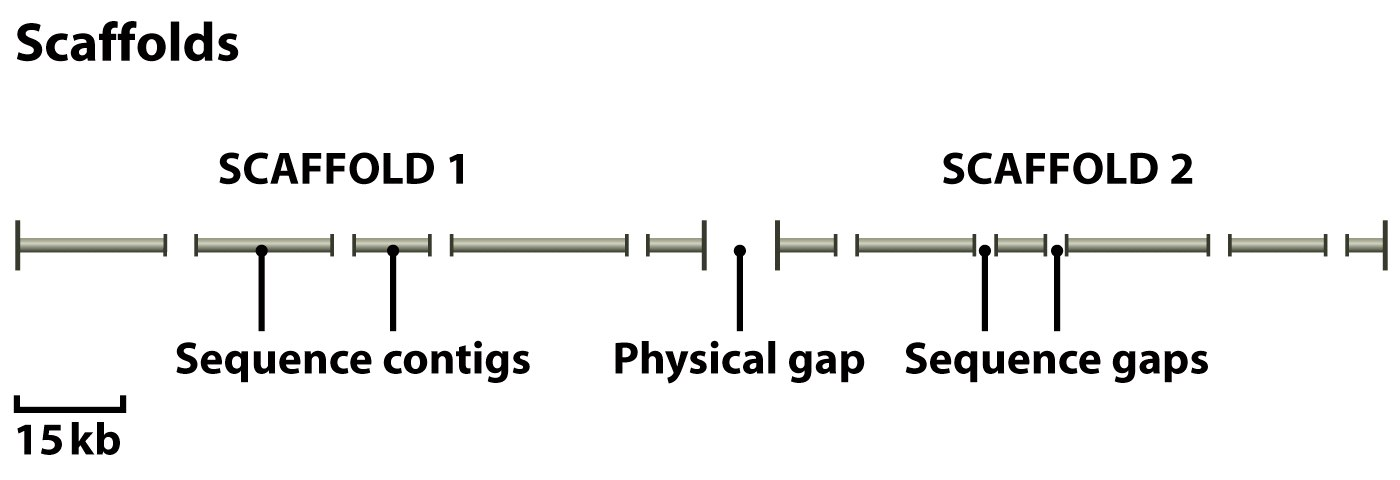 Scaffolds
SCAFFOLD 1
SCAFFOLD 2
Sequence contigs
Physical gap
Sequence gaps
15 kb